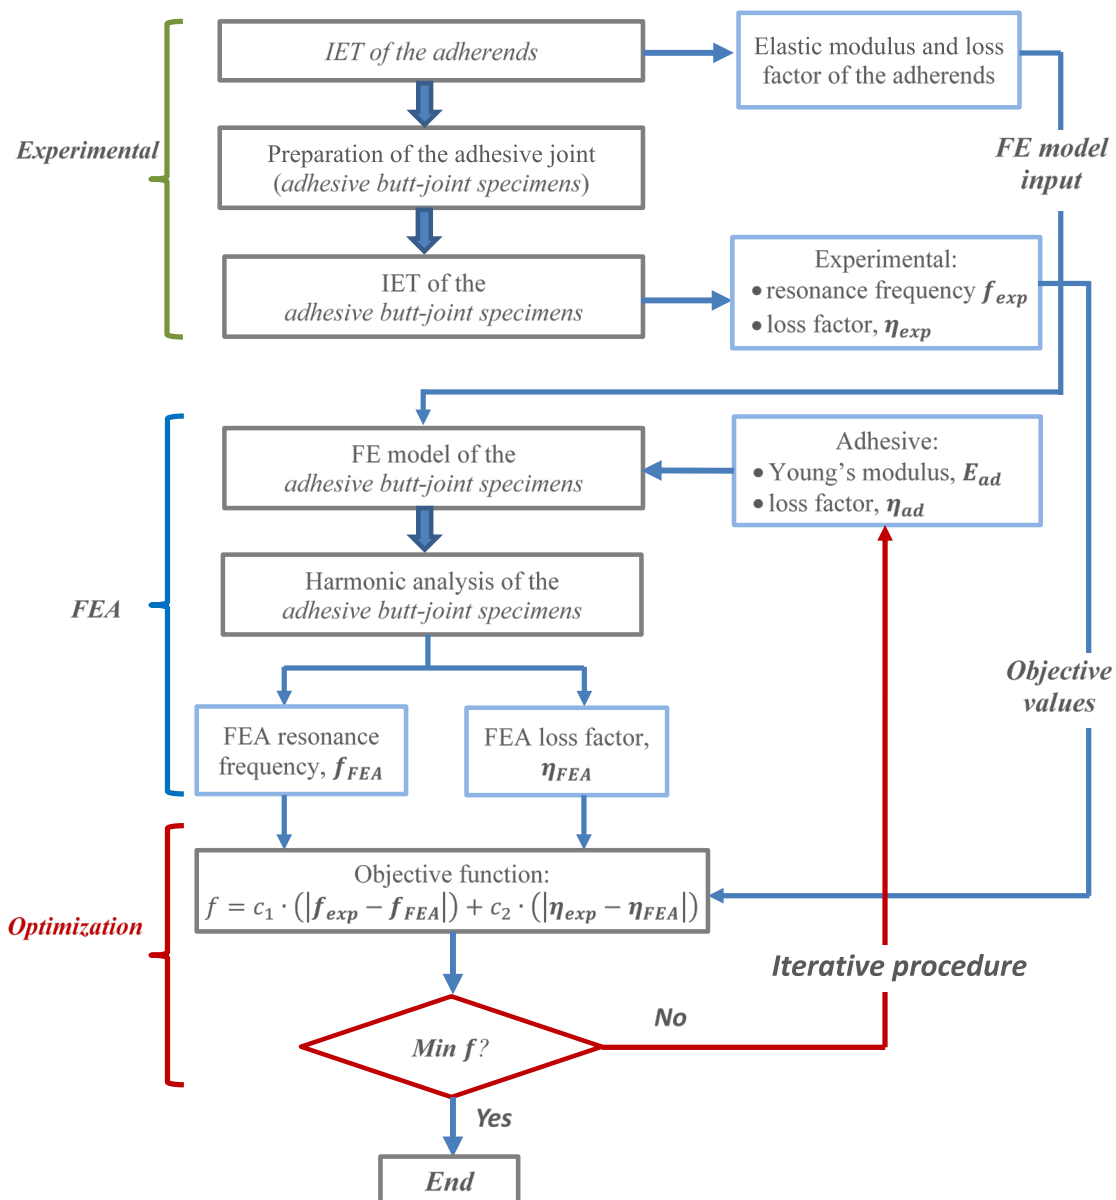 IET of the adherends
Elastic modulus and loss
factor of the adherends
Experimental
Preparation of the adhesive joint
(adhesive butt-joint specimens)
FE model
input
IET of the
adhesive butt-joint specimens
Experimental:
• resonance frequency f_exp
• loss factor, η_exp
FEA
FE model of the
adhesive butt-joint specimens
Adhesive:
• Young's modulus, E_ad
• loss factor, η_ad
Harmonic analysis of the
adhesive butt-joint specimens
Objective
values
FEA resonance
frequency, f_FEA
FEA loss factor,
η_FEA
Optimization
Objective function:
f = c_1 · (|f_exp − f_FEA|) + c_2 · (|η_exp − η_FEA|)
Iterative procedure
Min f?
No
Yes
End